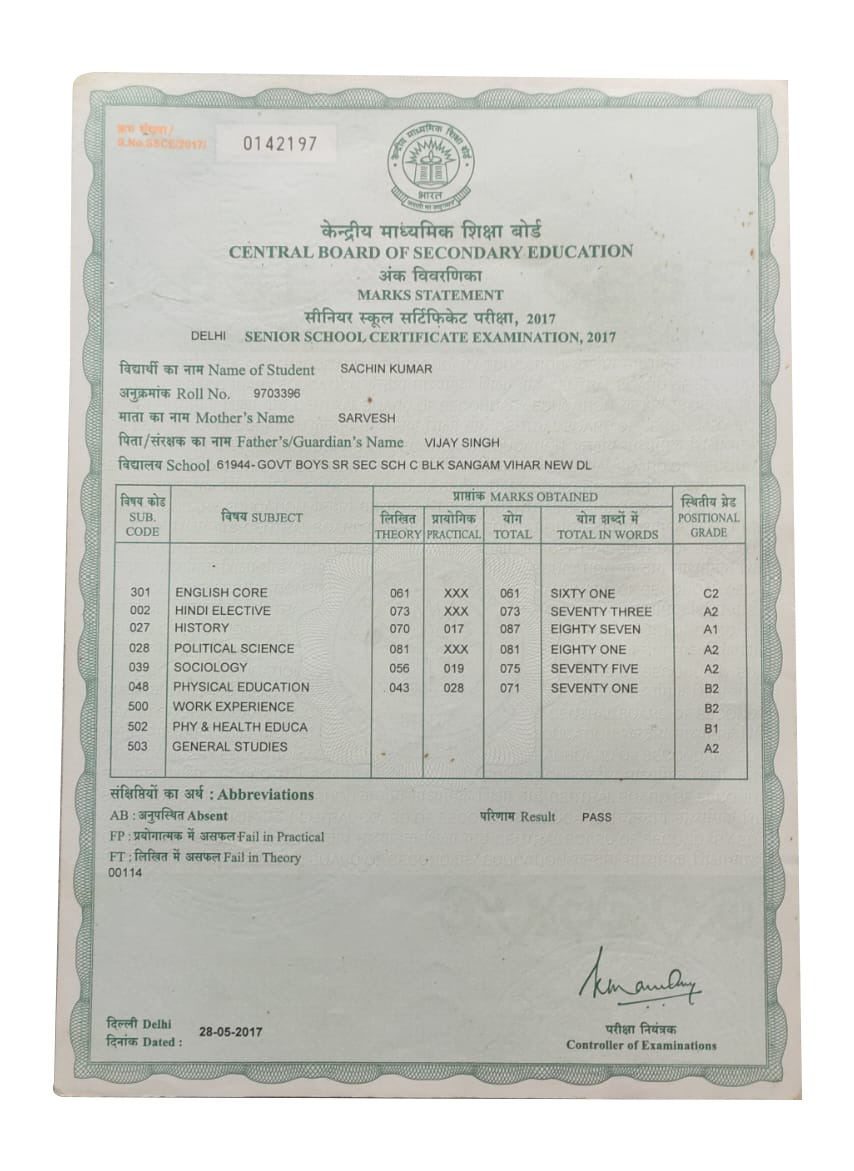 क्रम संख्या/
S.No.SSCE/2017/ 0142197
केन्द्रीय माध्यमिक शिक्षा बोर्ड
भारत
केन्द्रीय माध्यमिक शिक्षा बोर्ड
CENTRAL BOARD OF SECONDARY EDUCATION
अंक विवरणिका
MARKS STATEMENT
सीनियर स्कूल सर्टिफिकेट परीक्षा, 2017
DELHI SENIOR SCHOOL CERTIFICATE EXAMINATION, 2017
विद्यार्थी का नाम Name of Student SACHIN KUMAR
अनुक्रमांक Roll No. 9703396
माता का नाम Mother's Name SARVESH
पिता/संरक्षक का नाम Father's/Guardian's Name VIJAY SINGH
विद्यालय School 61944- GOVT BOYS SR SEC SCH C BLK SANGAM VIHAR NEW DL
विषय कोड SUB. CODE विषय SUBJECT प्राप्तांक MARKS OBTAINED स्थितीय ग्रेड POSITIONAL GRADE
लिखित THEORY प्रायोगिक PRACTICAL योग TOTAL योग शब्दों में TOTAL IN WORDS
301 ENGLISH CORE 061 XXX 061 SIXTY ONE C2
002 HINDI ELECTIVE 073 XXX 073 SEVENTY THREE A2
027 HISTORY 070 017 087 EIGHTY SEVEN A1
028 POLITICAL SCIENCE 081 XXX 081 EIGHTY ONE A2
039 SOCIOLOGY 056 019 075 SEVENTY FIVE A2
048 PHYSICAL EDUCATION 043 028 071 SEVENTY ONE B2
500 WORK EXPERIENCE B2
502 PHY & HEALTH EDUCA B1
503 GENERAL STUDIES A2
संक्षिप्तियों का अर्थ : Abbreviations
AB : अनुपस्थित Absent परिणाम Result PASS
FP : प्रयोगात्मक में असफल Fail in Practical
FT : लिखित में असफल Fail in Theory
00114
दिल्ली Delhi
दिनांक Dated : 28-05-2017
परीक्षा नियंत्रक
Controller of Examinations